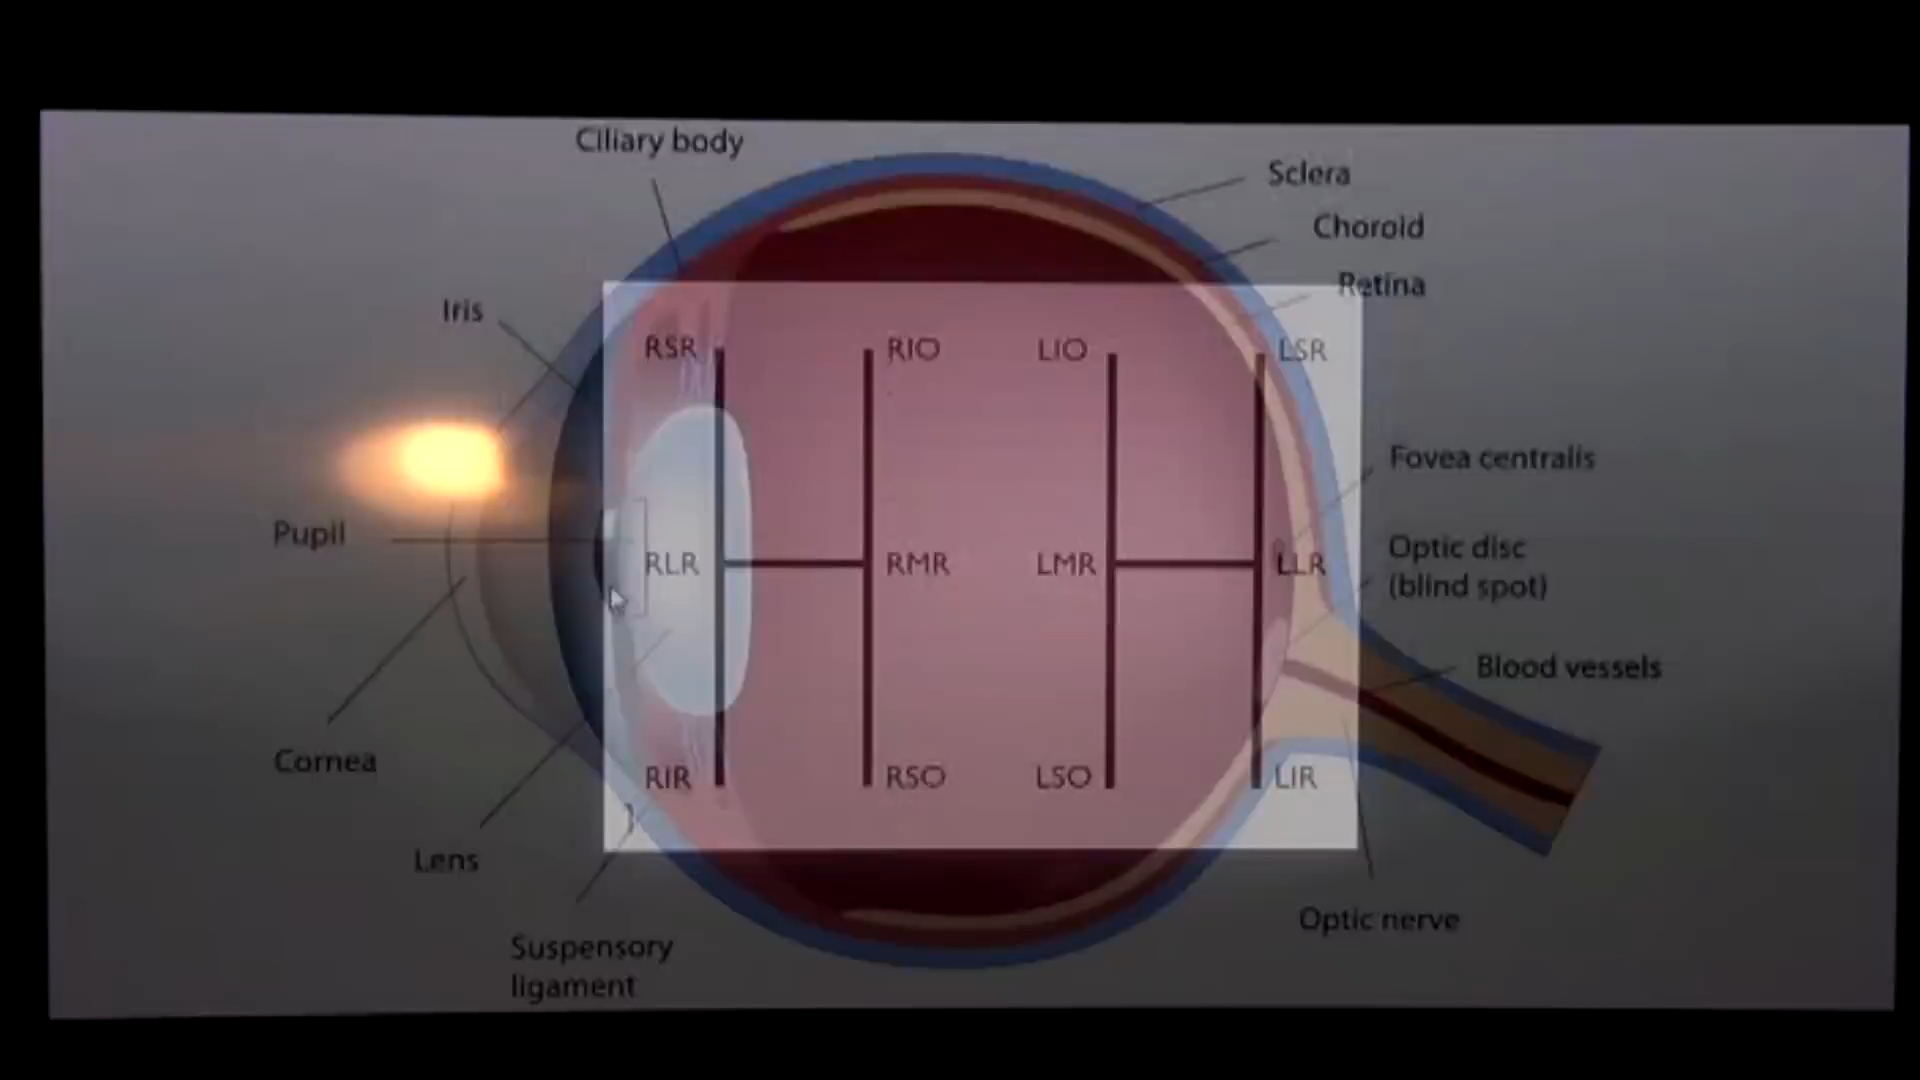 Ciliary body
Sclera
Choroid
Retina
Iris
RSR
RIO
LIO
LSR
Fovea centralis
Pupil
RLR
RMR
LMR
LLR
Optic disc
(blind spot)
Blood vessels
Cornea
RIR
RSO
LSO
LIR
Lens
Optic nerve
Suspensory
ligament